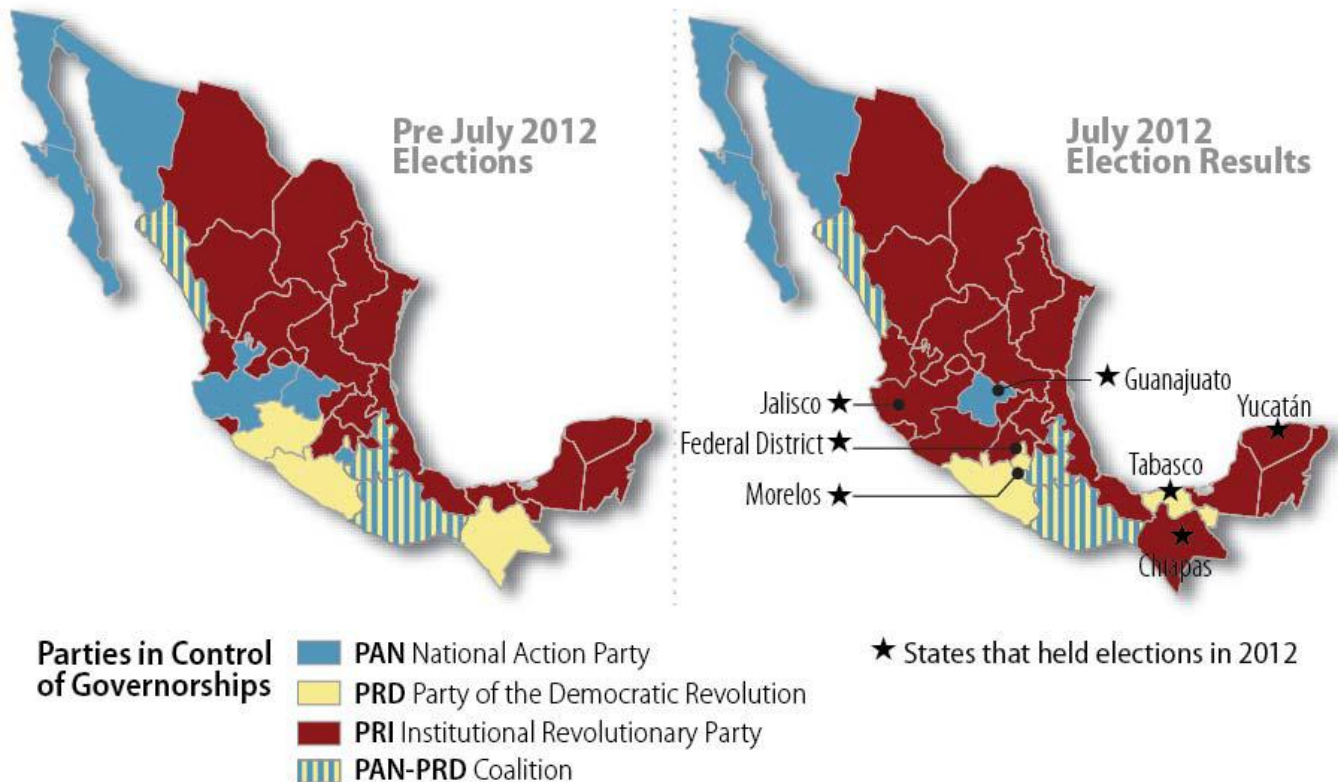 Pre July 2012
Elections
July 2012
Election Results
Jalisco ★
Federal District ★
Morelos ★
★ Guanajuato
Yucatán
Tabasco
Chiapas
Parties in Control
of Governorships
PAN National Action Party
PRD Party of the Democratic Revolution
PRI Institutional Revolutionary Party
PAN-PRD Coalition
★ States that held elections in 2012